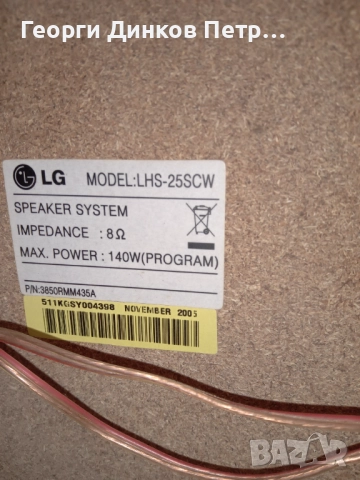 Георги Динков Петр...
LG MODEL:LHS-25SCW
SPEAKER SYSTEM
IMPEDANCE : 8Ω
MAX. POWER : 140W(PROGRAM)
P/N:3850RMM435A
511KGSY004398 NOVEMBER 2005
BAZAR